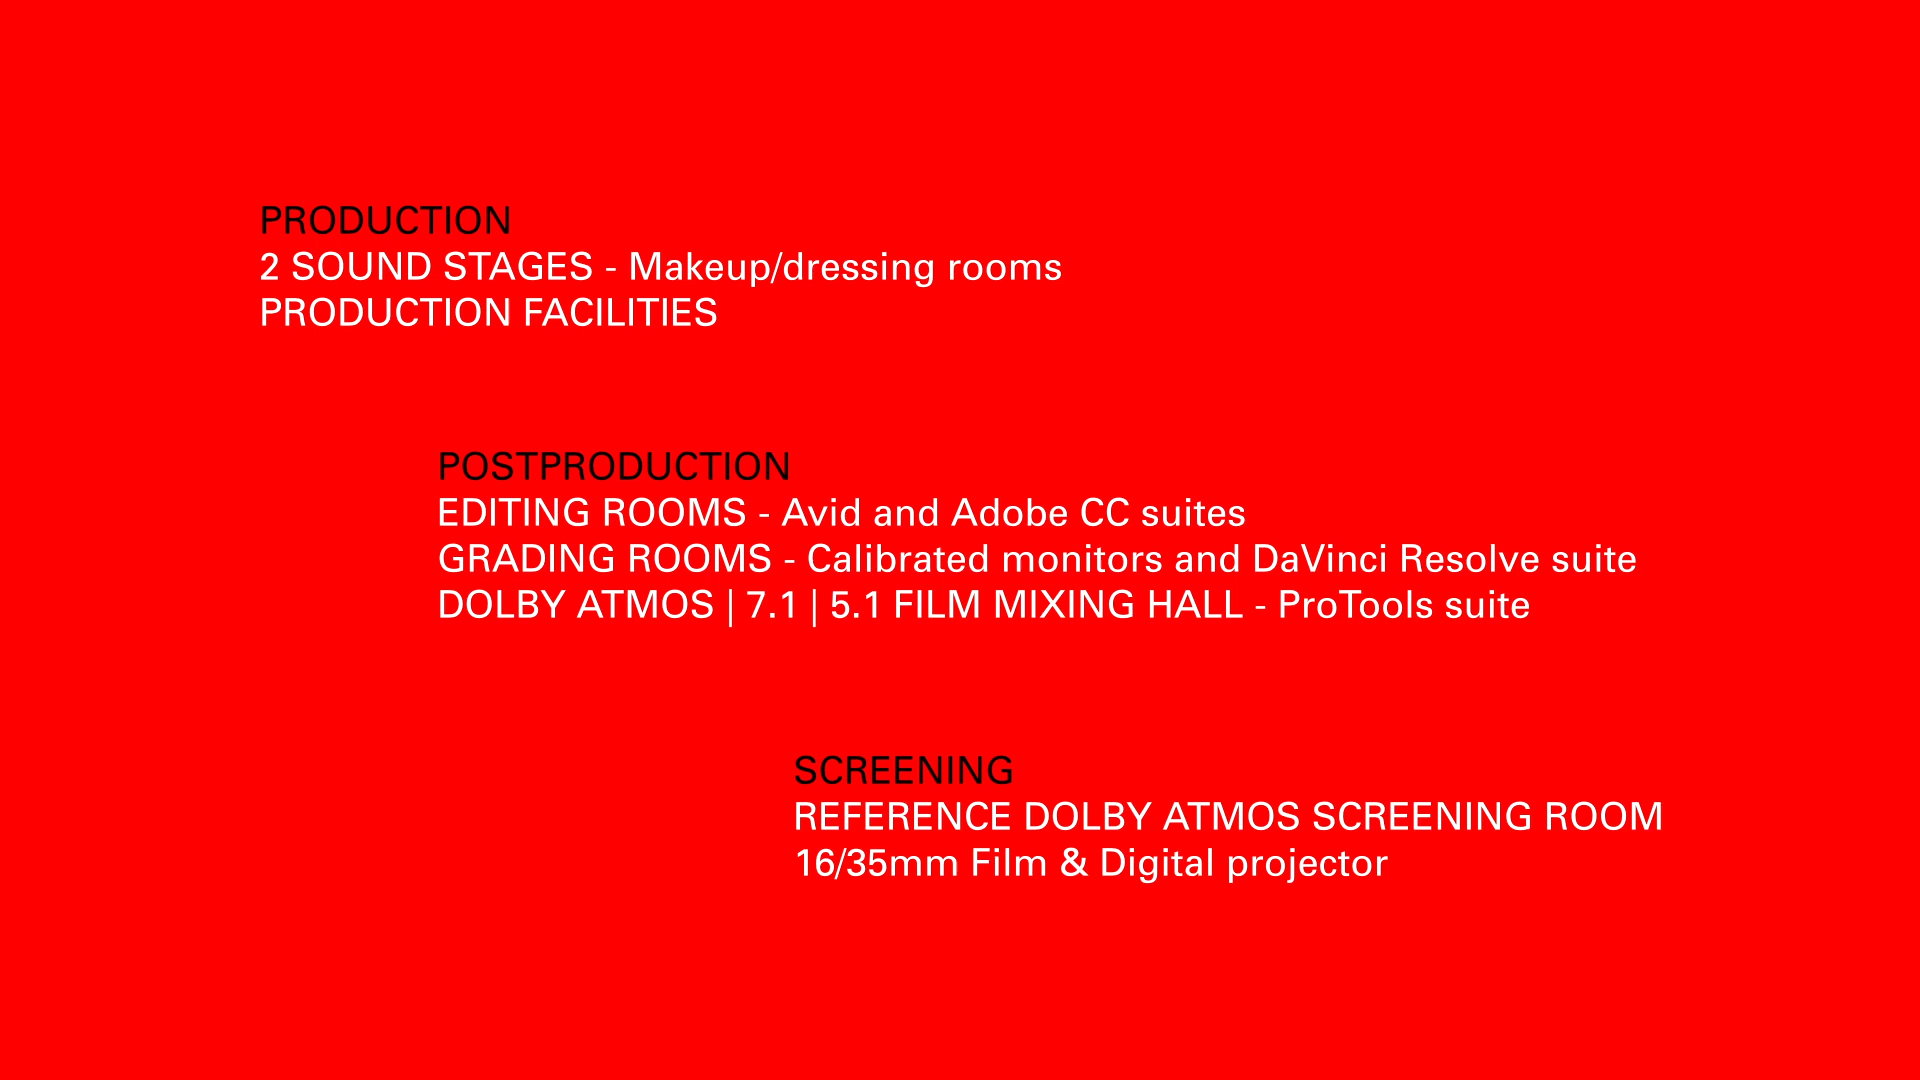 PRODUCTION
2 SOUND STAGES - Makeup/dressing rooms
PRODUCTION FACILITIES
POSTPRODUCTION
EDITING ROOMS - Avid and Adobe CC suites
GRADING ROOMS - Calibrated monitors and DaVinci Resolve suite
DOLBY ATMOS | 7.1 | 5.1 FILM MIXING HALL - ProTools suite
SCREENING
REFERENCE DOLBY ATMOS SCREENING ROOM
16/35mm Film & Digital projector